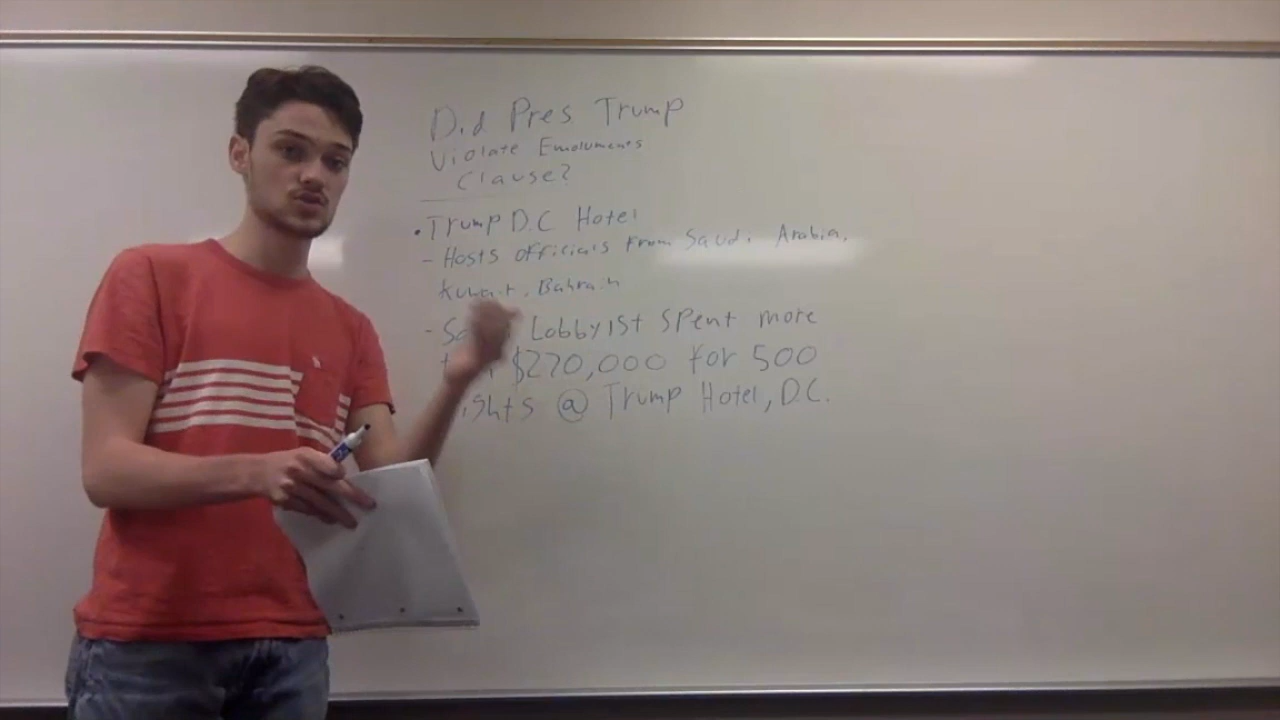 Did Pres Trump
Violate Emoluments
Clause?
• Trump D.C Hotel
- Hosts officials from Saudi Arabia,
Kuwait, Bahrain
- Lobbyist spent more
$270,000 for 500
@ Trump Hotel, D.C.